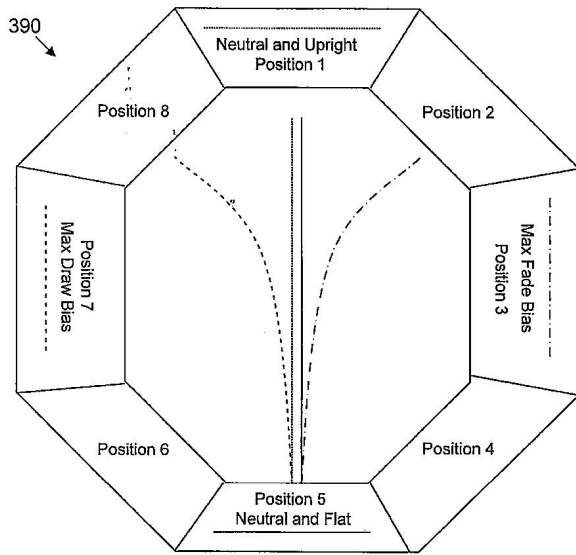 390
Neutral and Upright
Position 1
Position 2
Max Fade Bias
Position 3
Position 4
Position 5
Neutral and Flat
Position 6
Position 7
Max Draw Bias
Position 8